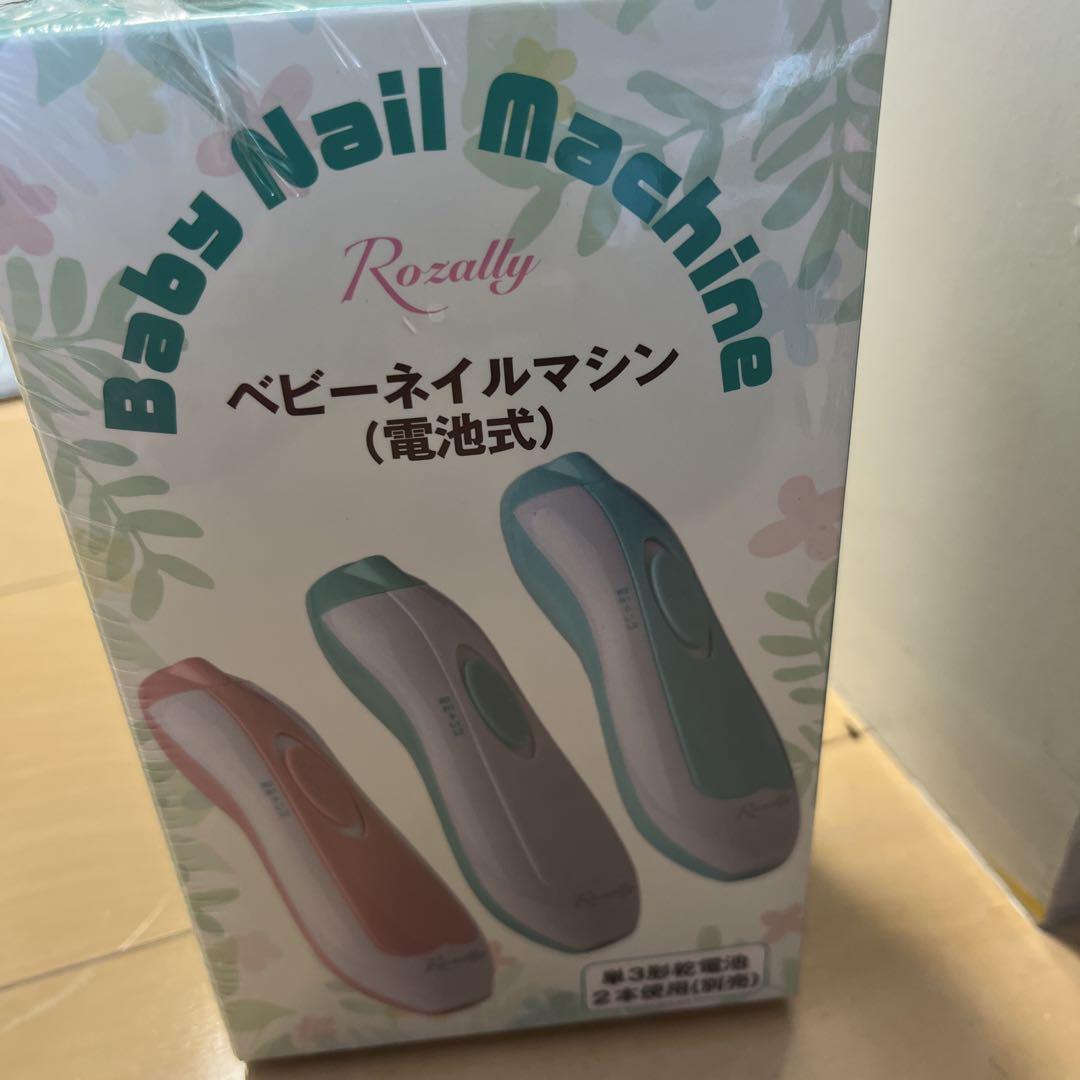 Baby Nail Machine
Rozally
ベビーネイルマシン
(電池式)
単3形乾電池
2本使用(別売)